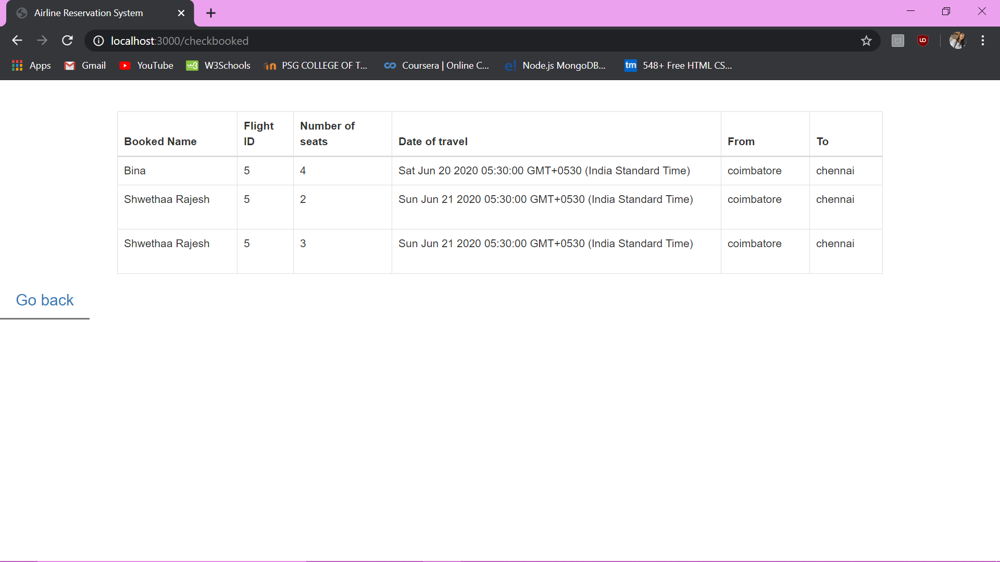 Airline Reservation System
localhost:3000/checkbooked
Apps Gmail YouTube W3Schools PSG COLLEGE OF T... Coursera | Online C... Node.js MongoDB... tm 548+ Free HTML CS...
Booked Name Flight ID Number of seats Date of travel From To
Bina 5 4 Sat Jun 20 2020 05:30:00 GMT+0530 (India Standard Time) coimbatore chennai
Shwethaa Rajesh 5 2 Sun Jun 21 2020 05:30:00 GMT+0530 (India Standard Time) coimbatore chennai
Shwethaa Rajesh 5 3 Sun Jun 21 2020 05:30:00 GMT+0530 (India Standard Time) coimbatore chennai
Go back